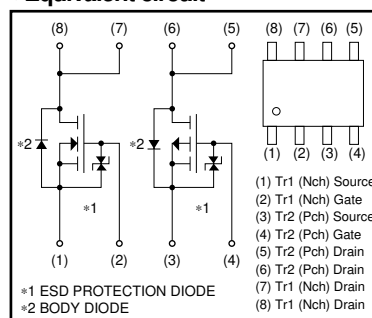 Equivalent circuit
(8) (7) (6) (5)
(8) (7) (6) (5)
*2 *2
*1 *1
(1) (2) (3) (4)
(1) (2) (3) (4)
(1) Tr1 (Nch) Source
(2) Tr1 (Nch) Gate
(3) Tr2 (Pch) Source
(4) Tr2 (Pch) Gate
(5) Tr2 (Pch) Drain
(6) Tr2 (Pch) Drain
(7) Tr1 (Nch) Drain
(8) Tr1 (Nch) Drain
*1 ESD PROTECTION DIODE
*2 BODY DIODE